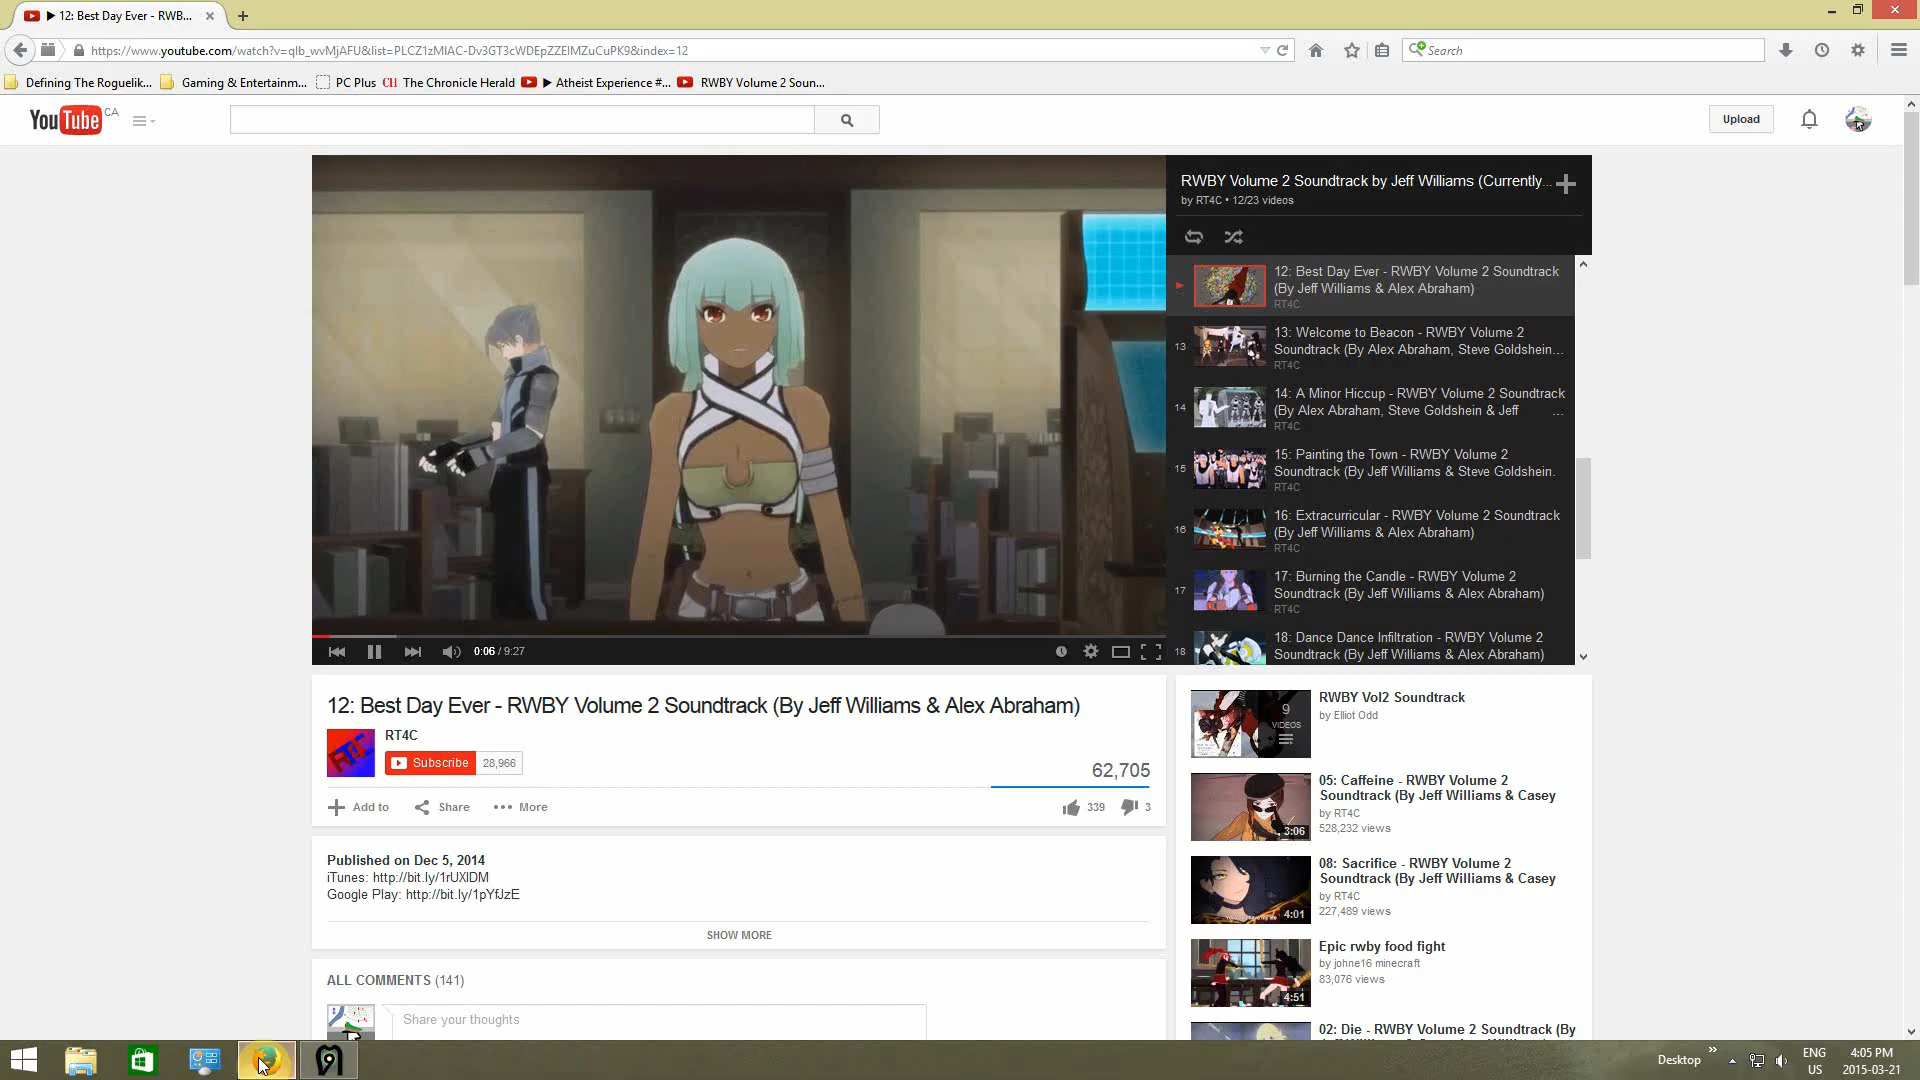 ▶ 12: Best Day Ever - RWB...
https://www.youtube.com/watch?v=qIb_wvMjAFU&list=PLCZ1zMIAC-Dv3GT3cWDEpZZEIMZuCuPK9&index=12
Search
Defining The Roguelik...
Gaming & Entertainm...
PC Plus
CH The Chronicle Herald
▶ Atheist Experience #...
RWBY Volume 2 Soun...
YouTube CA
Upload
RWBY Volume 2 Soundtrack by Jeff Williams (Currently...
by RT4C • 12/23 videos
12: Best Day Ever - RWBY Volume 2 Soundtrack
(By Jeff Williams & Alex Abraham)
RT4C
13
13: Welcome to Beacon - RWBY Volume 2
Soundtrack (By Alex Abraham, Steve Goldshein...
RT4C
14
14: A Minor Hiccup - RWBY Volume 2 Soundtrack
(By Alex Abraham, Steve Goldshein & Jeff ...
RT4C
15
15: Painting the Town - RWBY Volume 2
Soundtrack (By Jeff Williams & Steve Goldshein.
RT4C
16
16: Extracurricular - RWBY Volume 2 Soundtrack
(By Jeff Williams & Alex Abraham)
RT4C
17
17: Burning the Candle - RWBY Volume 2
Soundtrack (By Jeff Williams & Alex Abraham)
RT4C
18
18: Dance Dance Infiltration - RWBY Volume 2
Soundtrack (By Jeff Williams & Alex Abraham)
0:06 / 9:27
12: Best Day Ever - RWBY Volume 2 Soundtrack (By Jeff Williams & Alex Abraham)
RT4C
Subscribe 28,966
62,705
Add to
Share
More
339
3
Published on Dec 5, 2014
iTunes: http://bit.ly/1rUXIDM
Google Play: http://bit.ly/1pYfJzE
SHOW MORE
ALL COMMENTS (141)
Share your thoughts
9
VIDEOS
RWBY Vol2 Soundtrack
by Elliot Odd
05: Caffeine - RWBY Volume 2
Soundtrack (By Jeff Williams & Casey
by RT4C
528,232 views
3:06
08: Sacrifice - RWBY Volume 2
Soundtrack (By Jeff Williams & Casey
by RT4C
227,489 views
4:01
Epic rwby food fight
by johne16 minecraft
83,076 views
4:51
02: Die - RWBY Volume 2 Soundtrack (By
Desktop
ENG
US
4:05 PM
2015-03-21